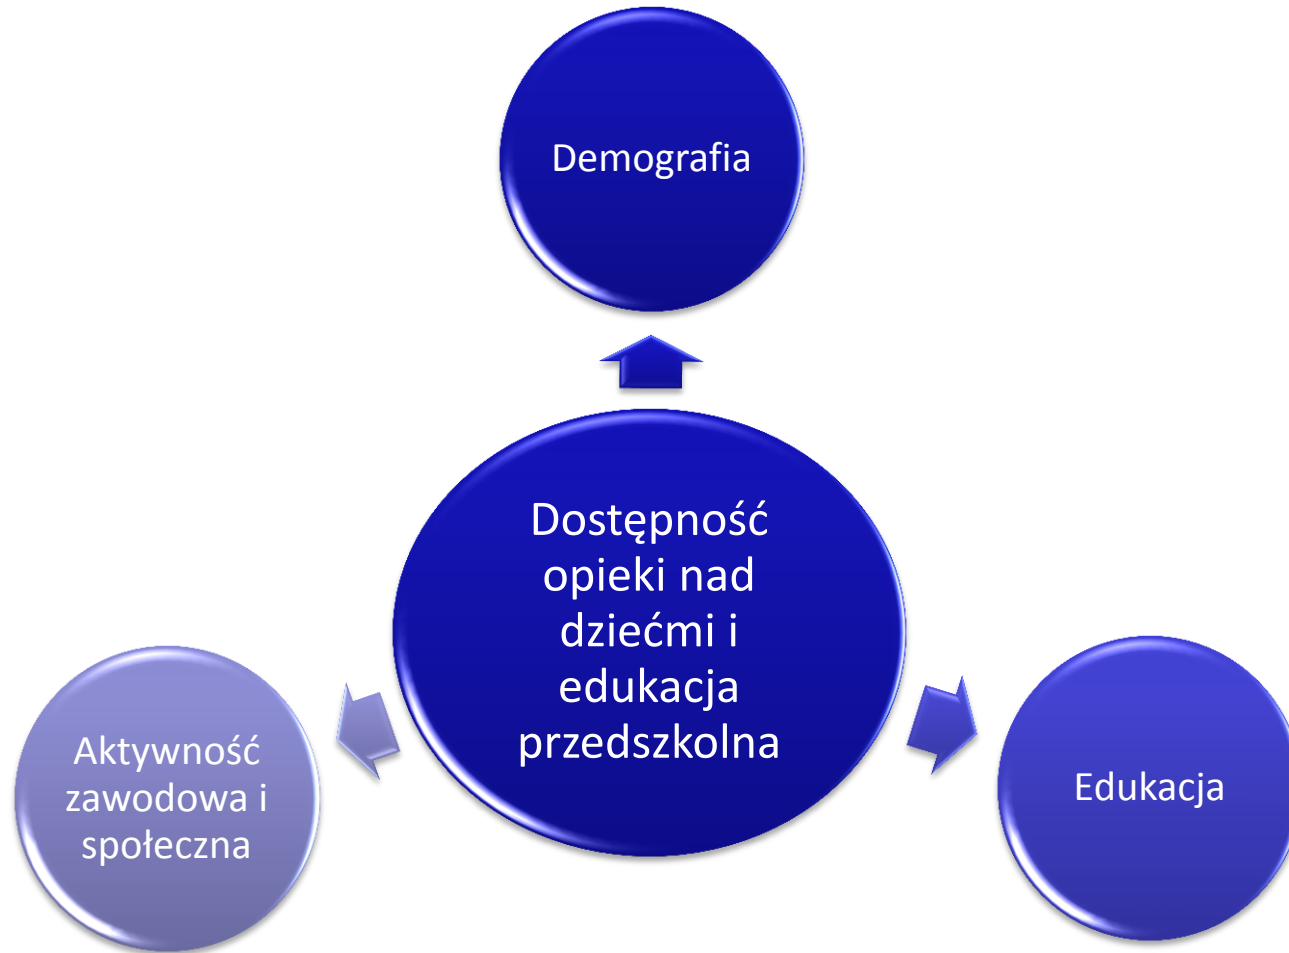 Demografia
Dostępność
opieki nad
dziećmi i
edukacja
przedszkolna
Aktywność
zawodowa i
społeczna
Edukacja